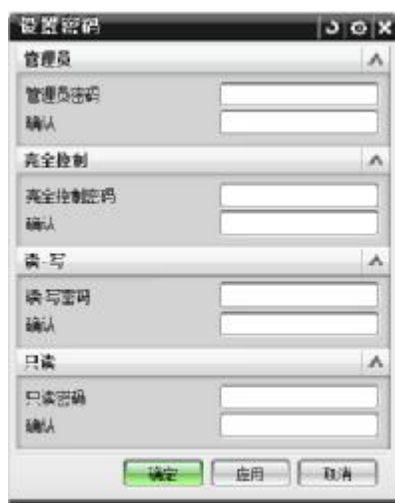 设置密码
管理员
管理员密码
确认
完全控制
完全控制密码
确认
读-写
读-写密码
确认
只读
只读密码
确认
确定 应用 取消